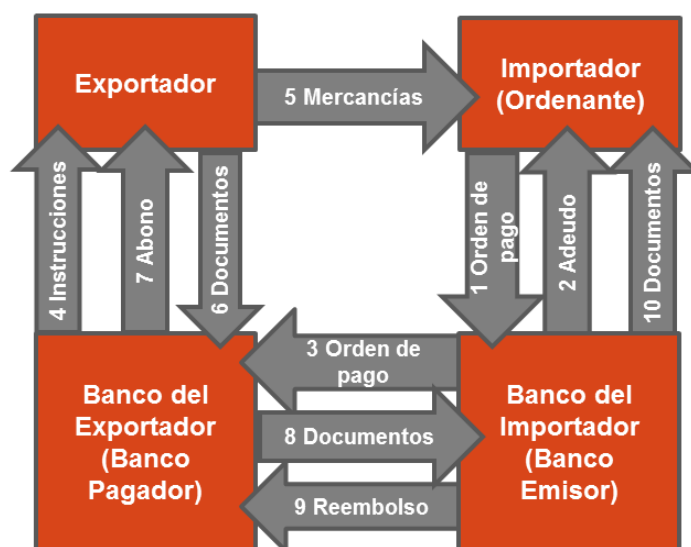 Exportador
5 Mercancías
Importador
(Ordenante)
4 Instrucciones
7 Abono
6 Documentos
1 Orden de
pago
2 Adeudo
10 Documentos
3 Orden de
pago
Banco del
Exportador
(Banco
Pagador)
8 Documentos
9 Reembolso
Banco del
Importador
(Banco
Emisor)